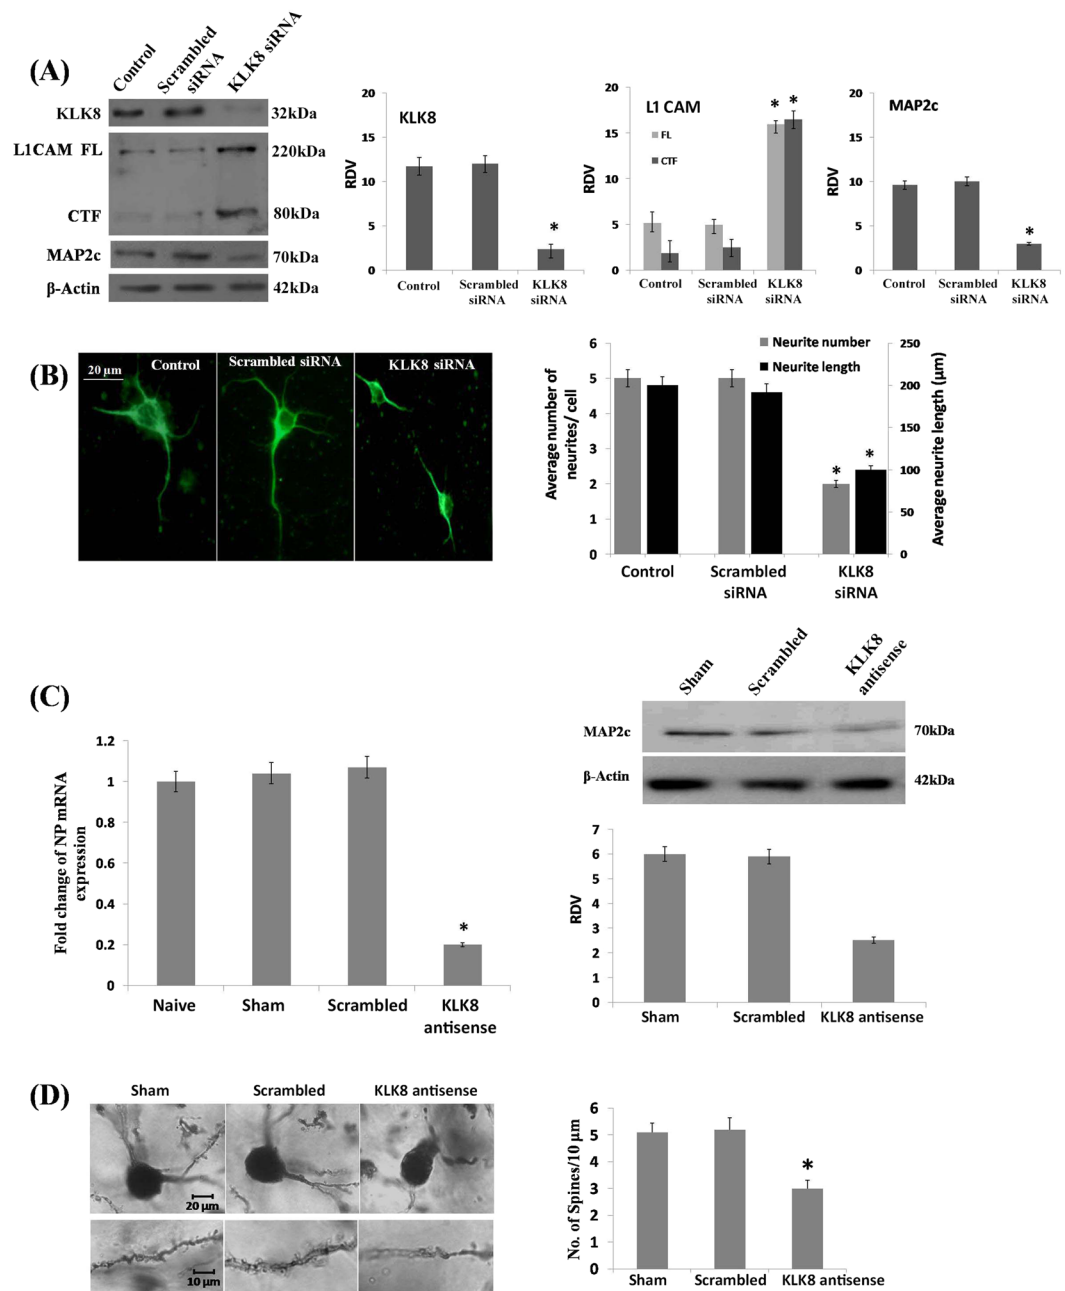 (A)
Control
Scrambled
siRNA
KLK8 siRNA
KLK8
32kDa
L1CAM FL
220kDa
CTF
80kDa
MAP2c
70kDa
β-Actin
42kDa
KLK8
RDV
20
15
10
5
0
*
Control
Scrambled
siRNA
KLK8
siRNA
L1 CAM
FL
CTF
RDV
20
15
10
5
0
* *
Control
Scrambled
siRNA
KLK8
siRNA
MAP2c
RDV
20
15
10
5
0
*
Control
Scrambled
siRNA
KLK8
siRNA
(B)
20 µm
Control
Scrambled siRNA
KLK8 siRNA
Neurite number
Neurite length
Average number of
neurites/ cell
6
5
4
3
2
1
0
* *
250
200
150
100
50
0
Average neurite length (µm)
Control
Scrambled
siRNA
KLK8
siRNA
(C)
Fold change of NP mRNA
expression
1.2
1
0.8
0.6
0.4
0.2
0
*
Naive
Sham
Scrambled
KLK8
antisense
Sham
Scrambled
KLK8
antisense
MAP2c
70kDa
β-Actin
42kDa
RDV
7
6
5
4
3
2
1
0
Sham
Scrambled
KLK8 antisense
(D)
Sham
Scrambled
KLK8 antisense
20 µm
10 µm
No. of Spines/10 µm
6
5
4
3
2
1
0
*
Sham
Scrambled
KLK8 antisense